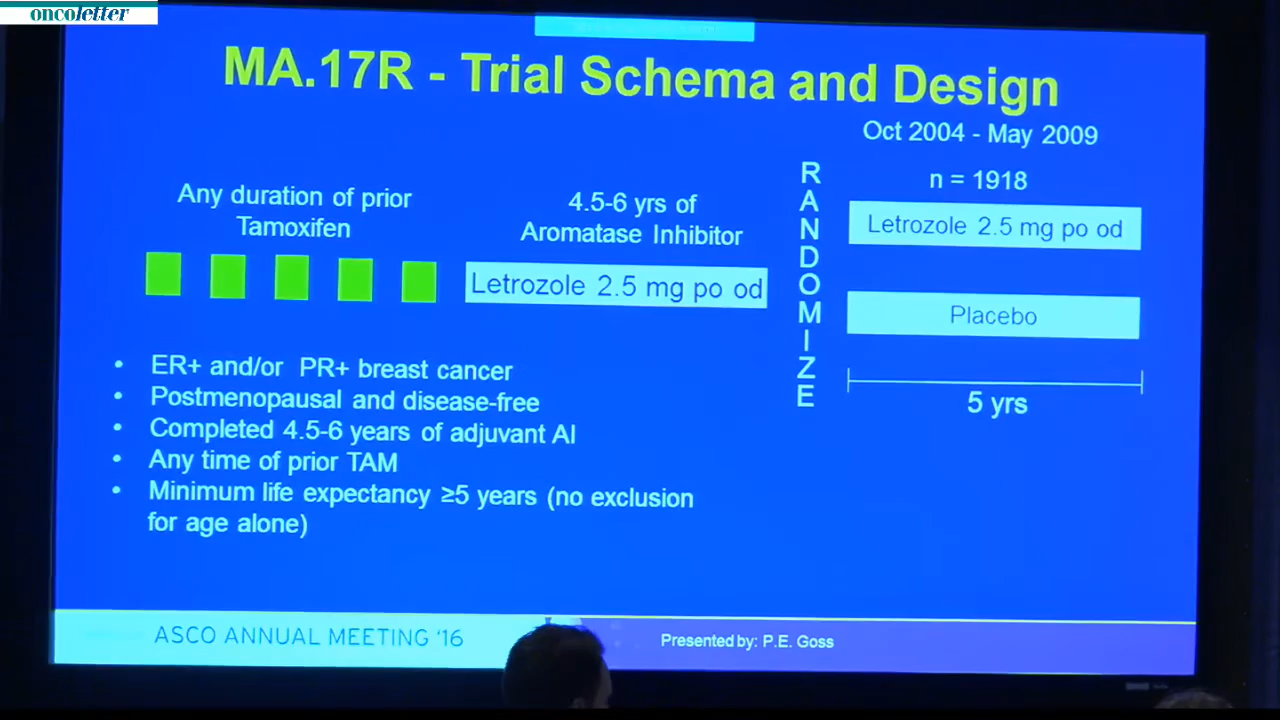 oncoletter
MA.17R - Trial Schema and Design
Oct 2004 - May 2009
Any duration of prior
Tamoxifen
4.5-6 yrs of
Aromatase Inhibitor
Letrozole 2.5 mg po od
RANDOMIZE
n = 1918
Letrozole 2.5 mg po od
Placebo
5 yrs
• ER+ and/or PR+ breast cancer
• Postmenopausal and disease-free
• Completed 4.5-6 years of adjuvant AI
• Any time of prior TAM
• Minimum life expectancy ≥5 years (no exclusion
for age alone)
ASCO ANNUAL MEETING '16
Presented by: P.E. Goss